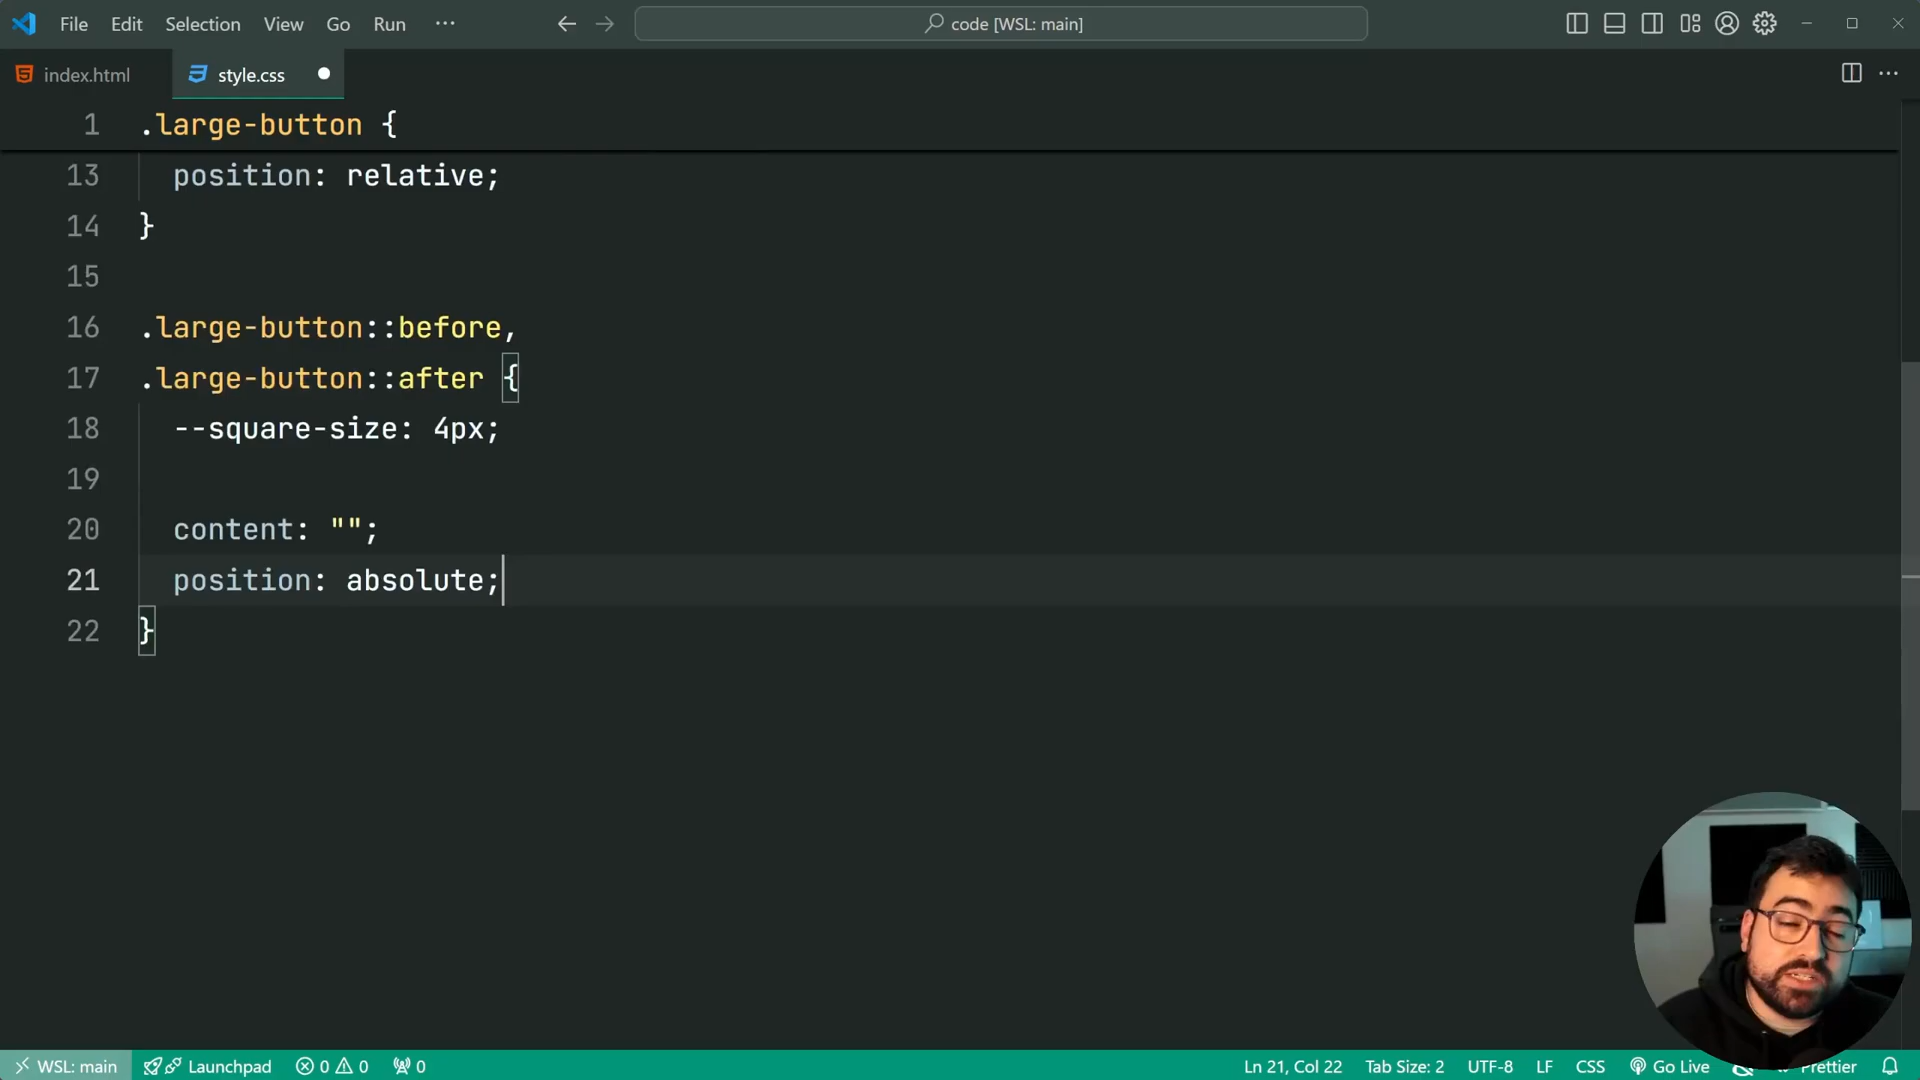 File Edit Selection View Go Run ··· code [WSL: main]
index.html style.css
1 .large-button {
13 position: relative;
14 }
15
16 .large-button::before,
17 .large-button::after {
18 --square-size: 4px;
19
20 content: "";
21 position: absolute;
22 }
WSL: main Launchpad 0 0 0 Ln 21, Col 22 Tab Size: 2 UTF-8 LF CSS Go Live Prettier